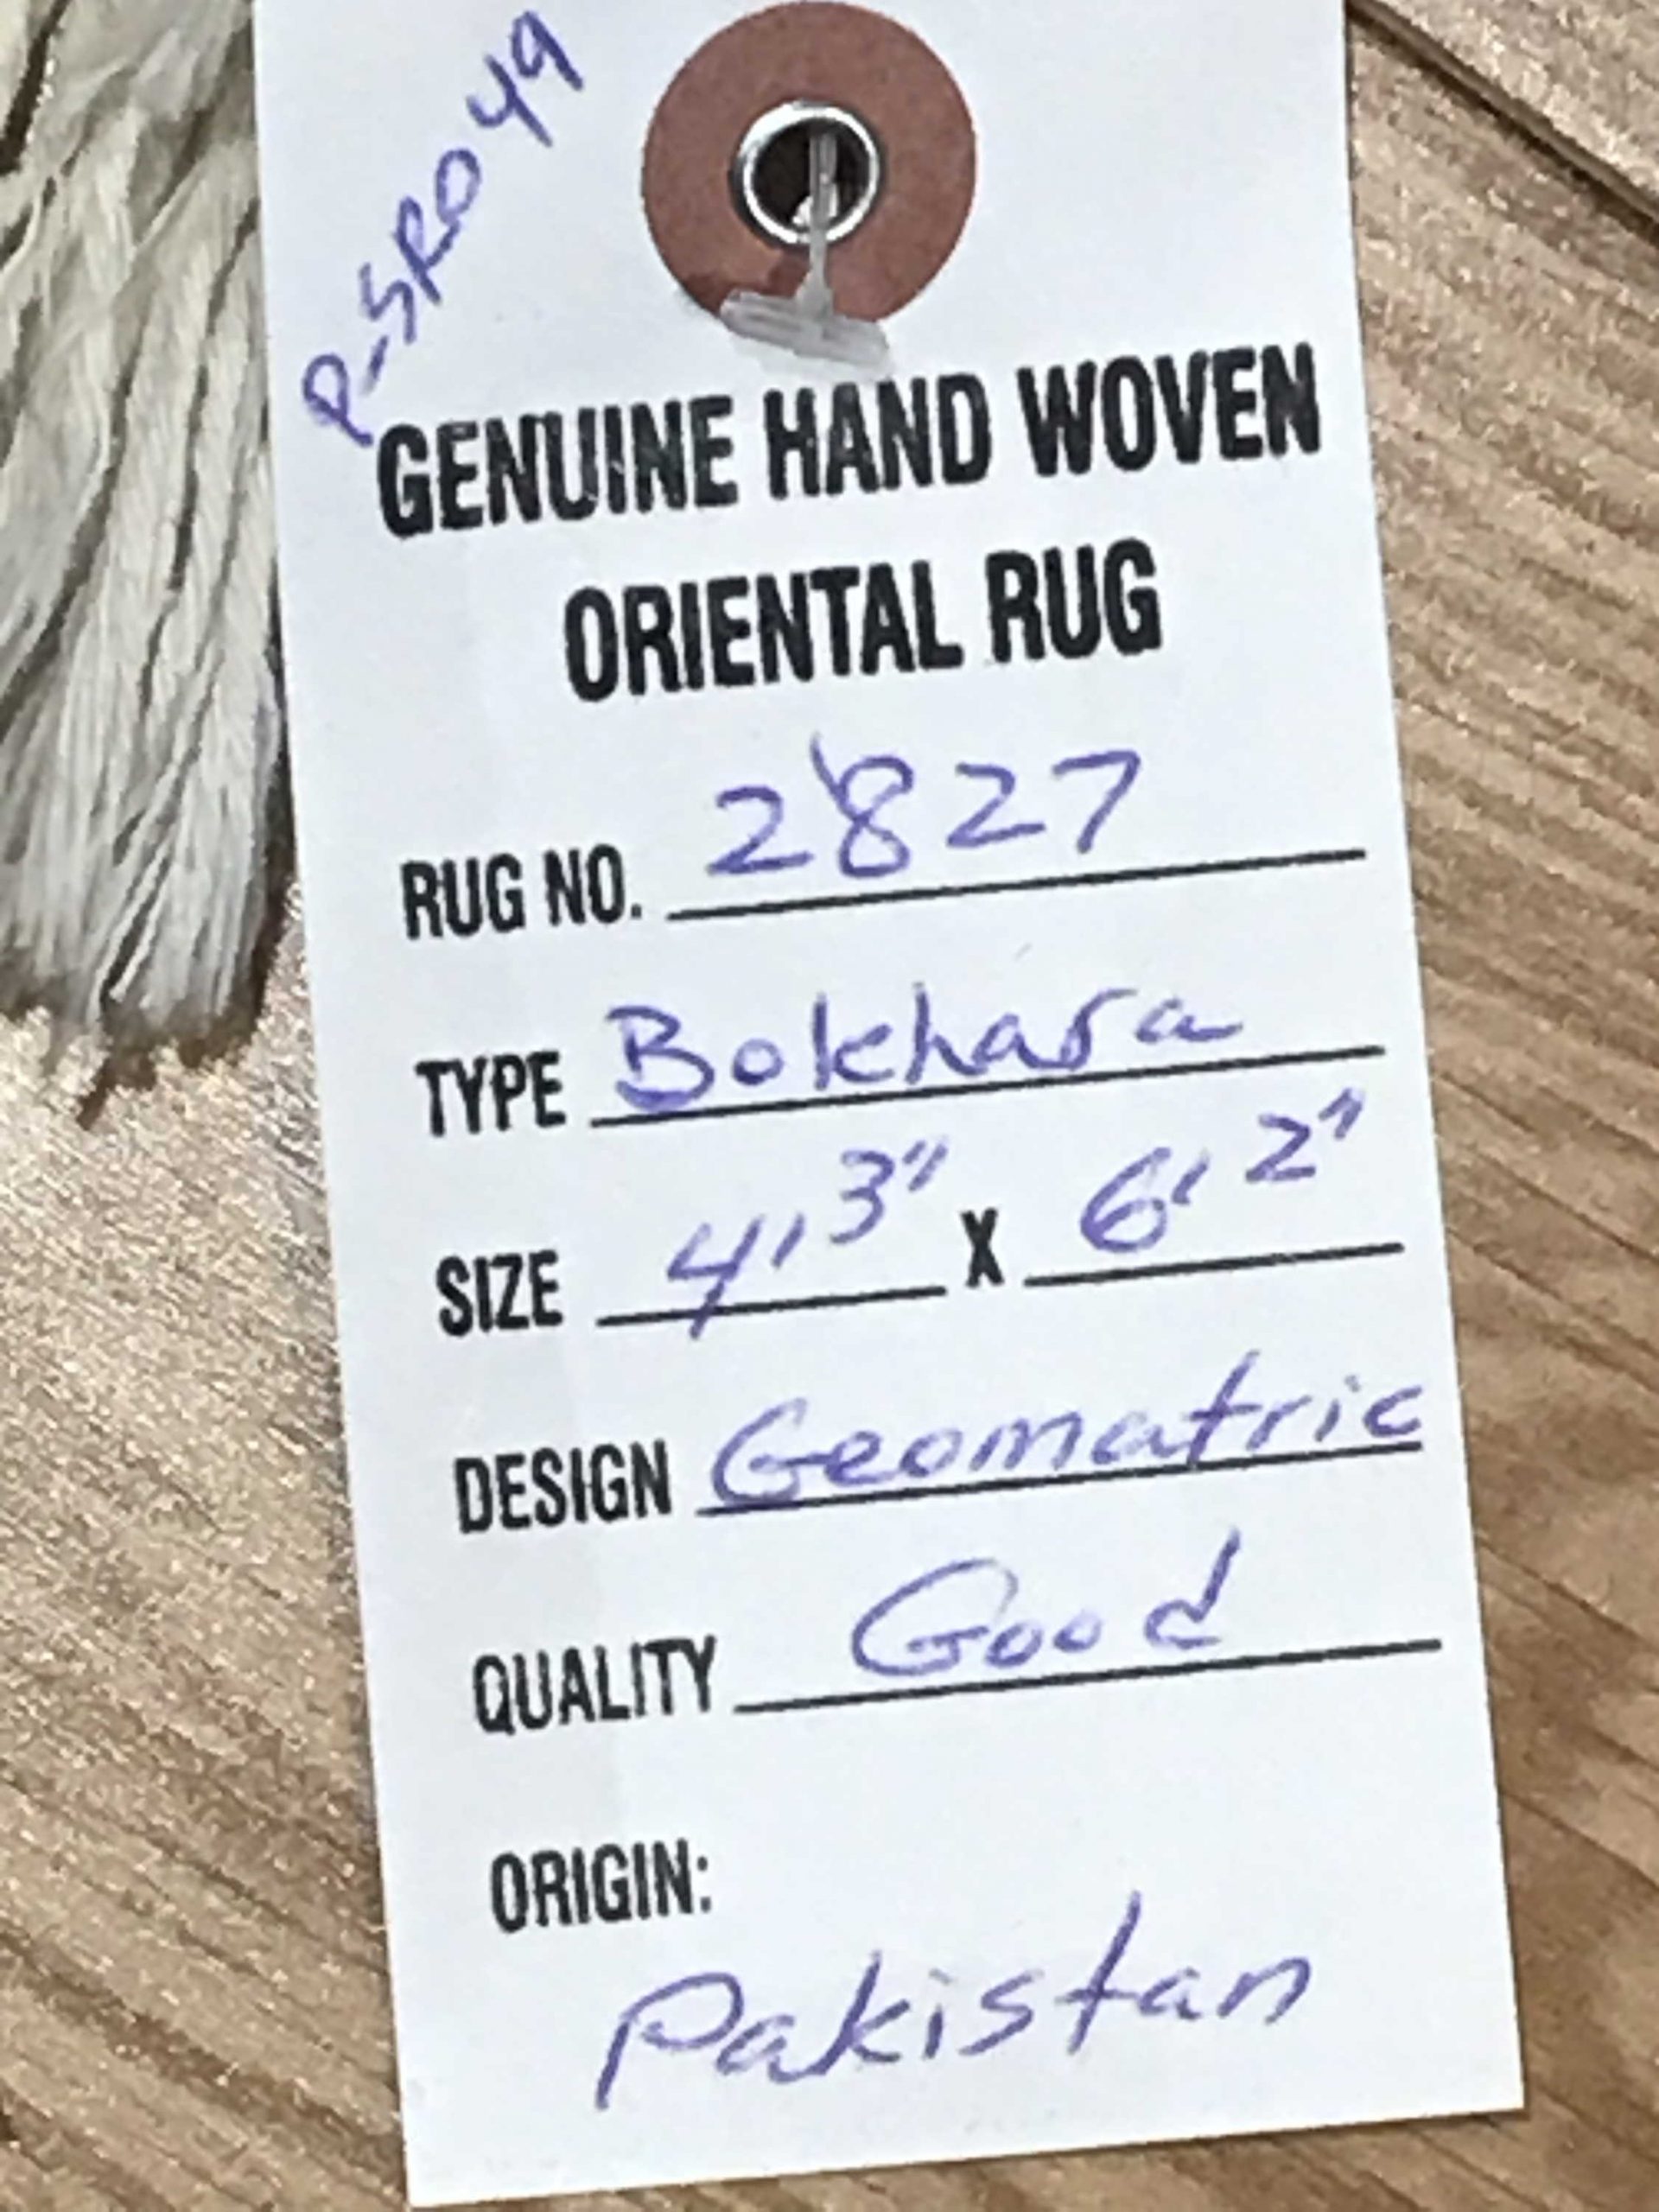 P-SRO49
GENUINE HAND WOVEN
ORIENTAL RUG
RUG NO. 2827
TYPE Bokhara
SIZE 4'3" X 6'2"
DESIGN Geomatric
QUALITY Good
ORIGIN:
Pakistan